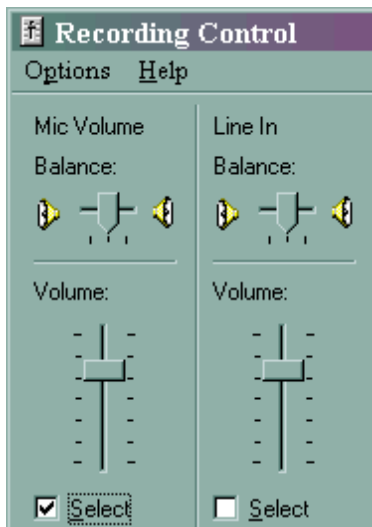 Recording Control
Options Help
Mic Volume Line In
Balance: Balance:
Volume: Volume:
Select Select